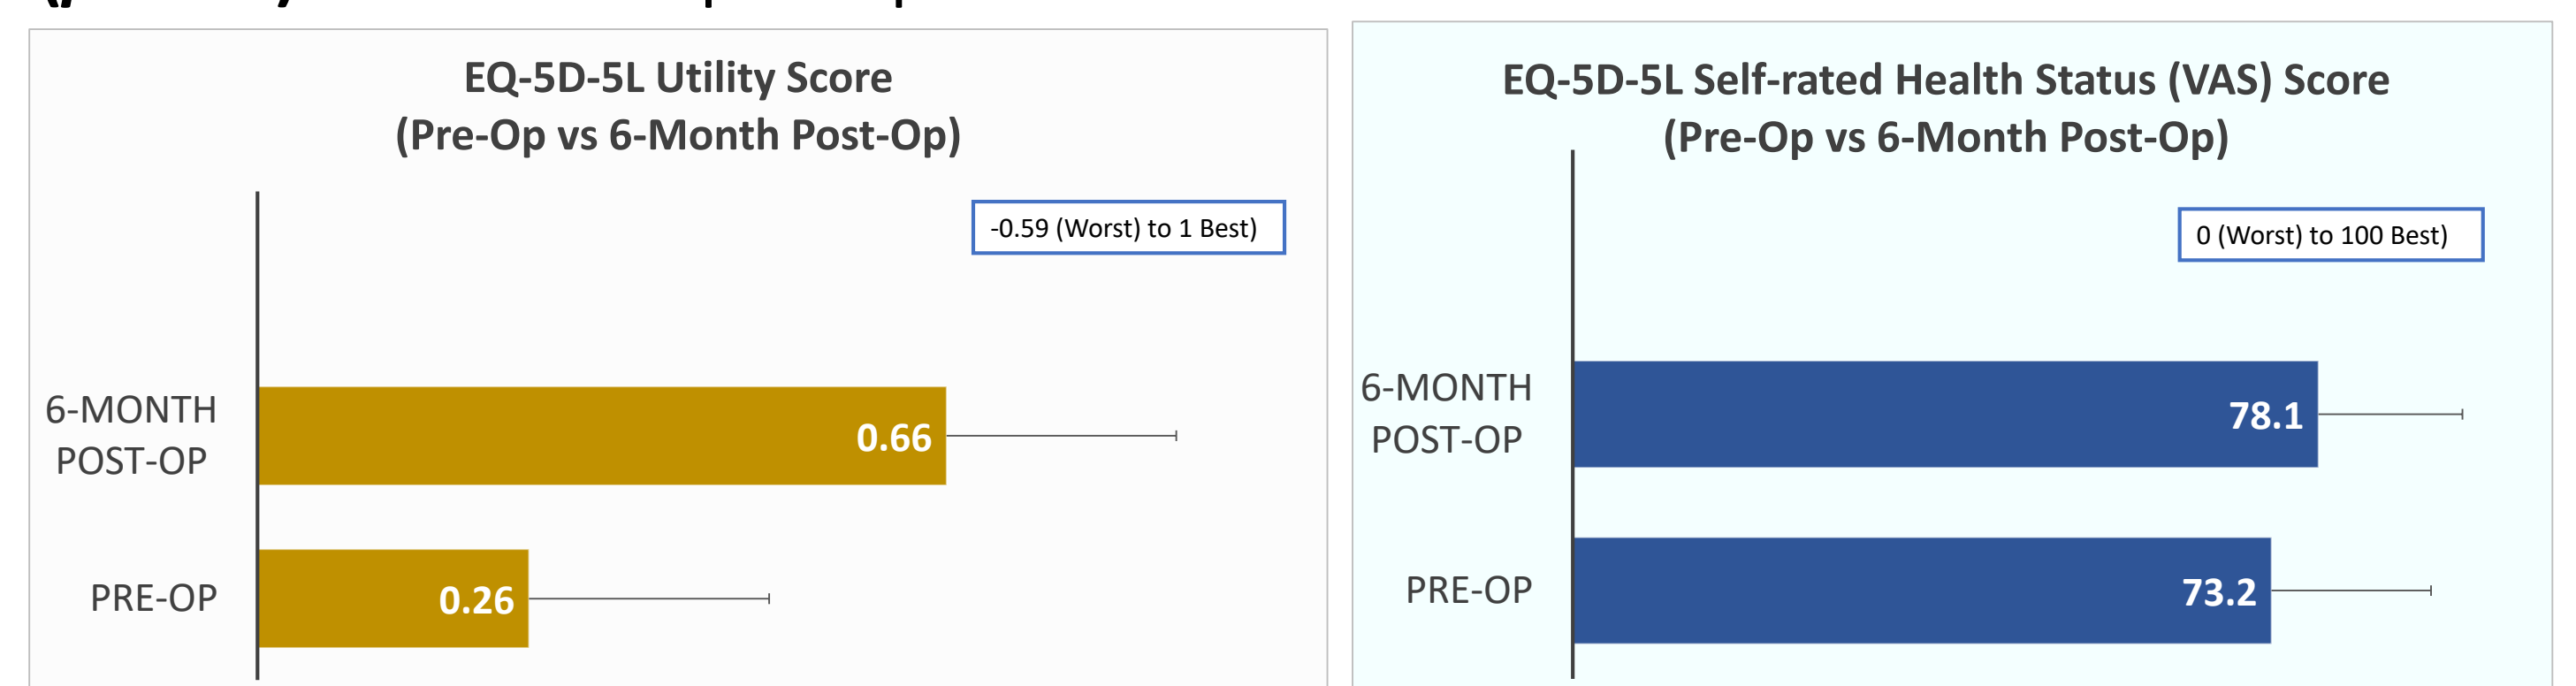 EQ-5D-5L Utility Score
(Pre-Op vs 6-Month Post-Op)
-0.59 (Worst) to 1 Best)
6-MONTH
POST-OP
0.66
PRE-OP
0.26
EQ-5D-5L Self-rated Health Status (VAS) Score
(Pre-Op vs 6-Month Post-Op)
0 (Worst) to 100 Best)
6-MONTH
POST-OP
78.1
PRE-OP
73.2